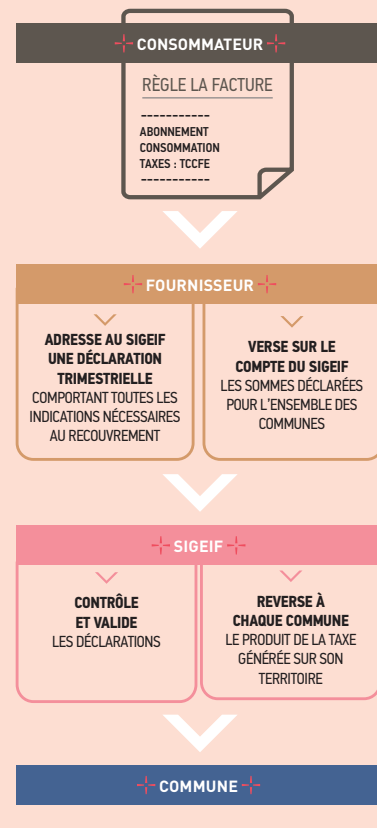 CONSOMMATEUR
RÈGLE LA FACTURE
-----------
ABONNEMENT
CONSOMMATION
TAXES : TCCFE
-----------
FOURNISSEUR
ADRESSE AU SIGEIF
UNE DÉCLARATION
TRIMESTRIELLE
COMPORTANT TOUTES LES
INDICATIONS NÉCESSAIRES
AU RECOUVREMENT
VERSE SUR LE
COMPTE DU SIGEIF
LES SOMMES DÉCLARÉES
POUR L'ENSEMBLE DES
COMMUNES
SIGEIF
CONTRÔLE
ET VALIDE
LES DÉCLARATIONS
REVERSE À
CHAQUE COMMUNE
LE PRODUIT DE LA TAXE
GÉNÉRÉE SUR SON
TERRITOIRE
COMMUNE